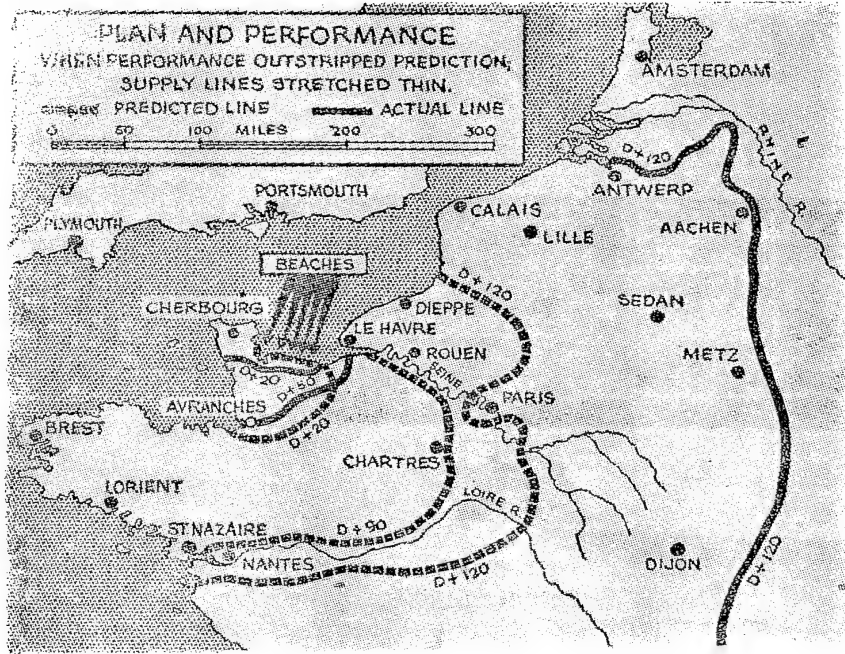 PLAN AND PERFORMANCE
WHEN PERFORMANCE OUTSTRIPPED PREDICTION,
SUPPLY LINES STRETCHED THIN.
PREDICTED LINE ACTUAL LINE
0 50 100 MILES 200 300
AMSTERDAM
RHINE R.
D+120
ANTWERP
PORTSMOUTH
PLYMOUTH
CALAIS
LILLE
AACHEN
BEACHES
D+120
CHERBOURG
DIEPPE
SEDAN
LE HAVRE
ROUEN
METZ
D+20
D+50
SEINE
AVRANCHES
PARIS
BREST
D+20
CHARTRES
LORIENT
LOIRE R.
ST. NAZAIRE
D+90
NANTES
D+120
DIJON
D+120